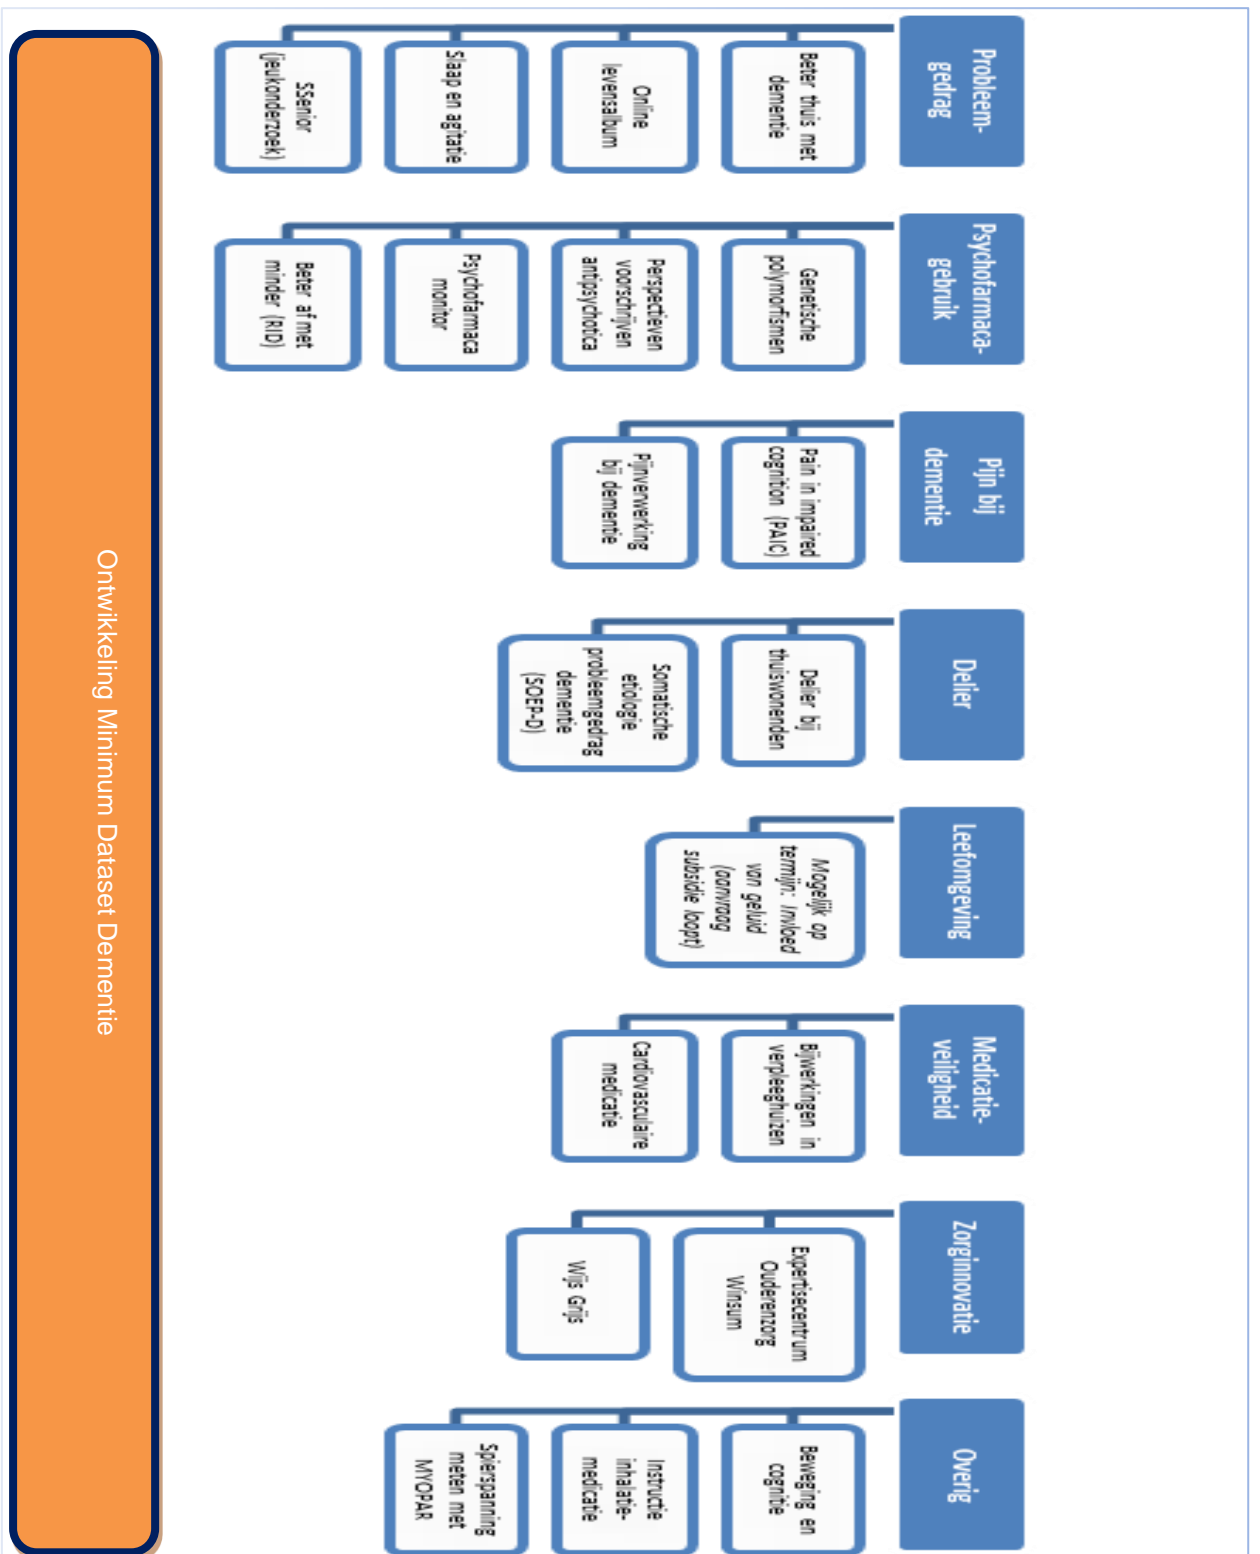 Probleem-
gedrag
Beter thuis met
dementie
Online
levensalbum
Slaap en agitatie
SSenior
(jeukonderzoek)
Psychofarmaca-
gebruik
Genetische
polymorfismen
Perspectieven
voorschrijven
antipsychotica
Psychofarmaca
monitor
Beter af met
minder (RID)
Pijn bij
dementie
Pain in impaired
cognition (PAIC)
Pijnverwerking
bij dementie
Delier
Delier bij
thuiswonenden
Somatische
etiologie
probleemgedrag
dementie
(SOEP-D)
Leefomgeving
Mogelijk op
termijn: invloed
van geluid
(aanvraag
subsidie loopt)
Medicatie-
veiligheid
Bijwerkingen in
verpleeghuizen
Cardiovasculaire
medicatie
Zorginnovatie
Expertisecentrum
Ouderenzorg
Winsum
Wijs Grijs
Overig
Beweging en
cognitie
Instructie
inhalatie-
medicatie
Spierspanning
meten met
MYOPAR
Ontwikkeling Minimum Dataset Dementie